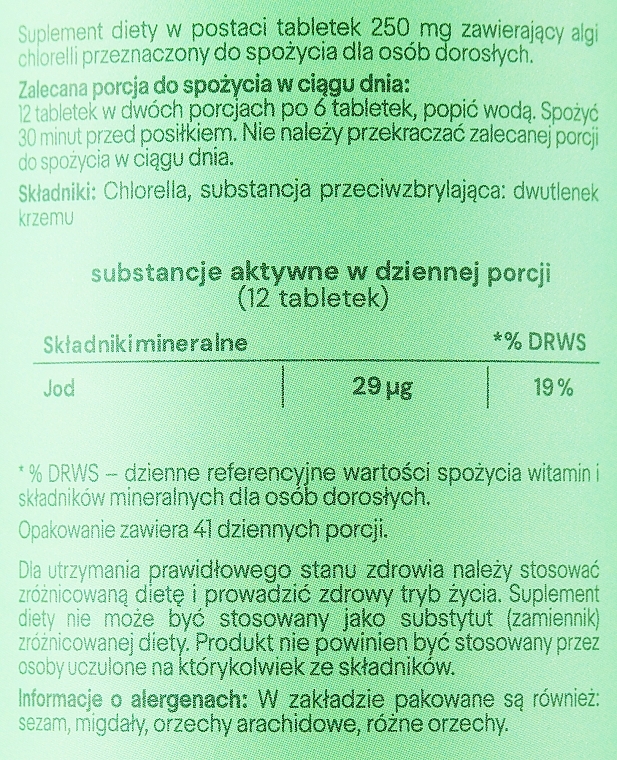 Suplement diety w postaci tabletek 250 mg zawierający algi
chlorelli przeznaczony do spożycia dla osób dorosłych.
Zalecana porcja do spożycia w ciągu dnia:
12 tabletek w dwóch porcjach po 6 tabletek, popić wodą. Spożyć
30 minut przed posiłkiem. Nie należy przekraczać zalecanej porcji
do spożycia w ciągu dnia.
Składniki: Chlorella, substancja przeciwzbrylająca: dwutlenek
krzemu
substancje aktywne w dziennej porcji
(12 tabletek)
Składniki mineralne *% DRWS
Jod 29 µg 19 %
* % DRWS – dzienne referencyjne wartości spożycia witamin i
składników mineralnych dla osób dorosłych.
Opakowanie zawiera 41 dziennych porcji.
Dla utrzymania prawidłowego stanu zdrowia należy stosować
zróżnicowaną dietę i prowadzić zdrowy tryb życia. Suplement
diety nie może być stosowany jako substytut (zamiennik)
zróżnicowanej diety. Produkt nie powinien być stosowany przez
osoby uczulone na którykolwiek ze składników.
Informacje o alergenach: W zakładzie pakowane są również:
sezam, migdały, orzechy arachidowe, różne orzechy.